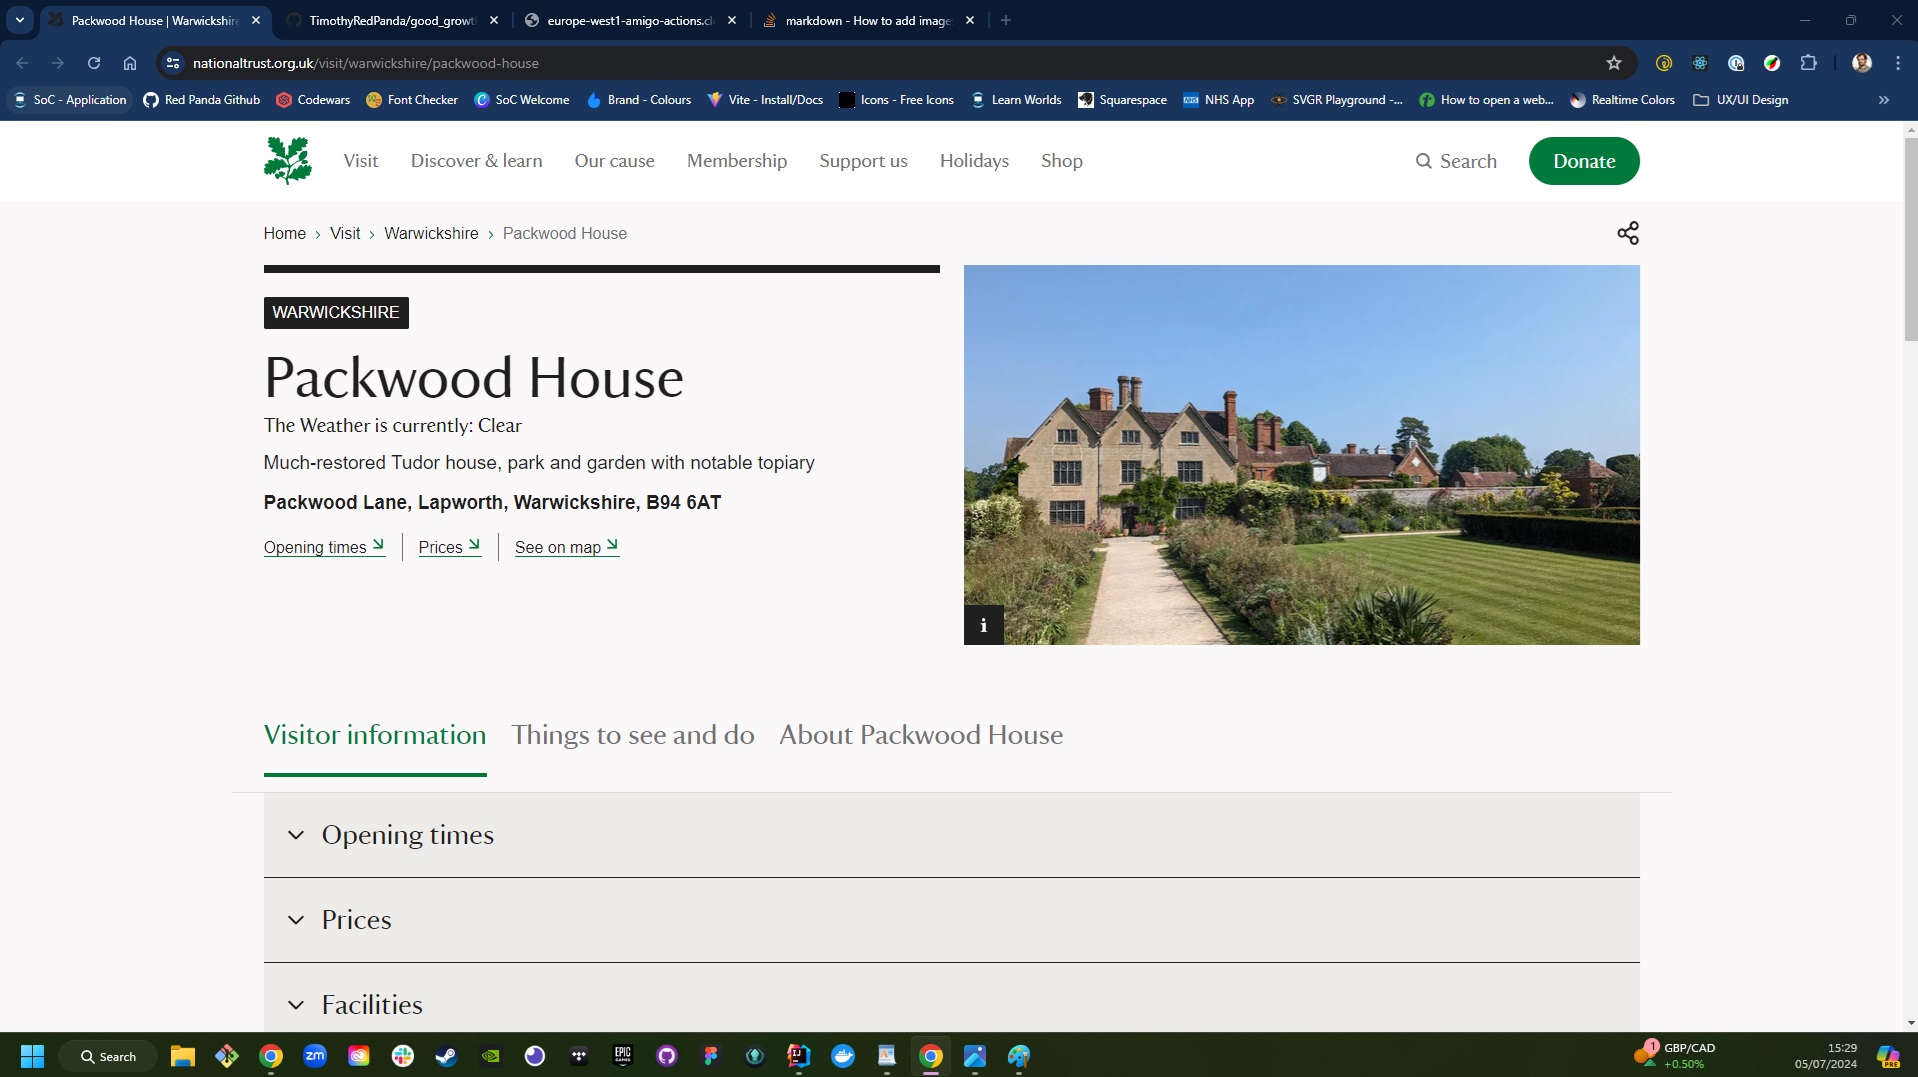 Packwood House | Warwickshire
TimothyRedPanda/good_growt
europe-west1-amigo-actions.cl
markdown - How to add image
nationaltrust.org.uk/visit/warwickshire/packwood-house
SoC - Application
Red Panda Github
Codewars
Font Checker
SoC Welcome
Brand - Colours
Vite - Install/Docs
Icons - Free Icons
Learn Worlds
Squarespace
NHS App
SVGR Playground -...
How to open a web...
Realtime Colors
UX/UI Design
Visit
Discover & learn
Our cause
Membership
Support us
Holidays
Shop
Search
Donate
Home > Visit > Warwickshire > Packwood House
WARWICKSHIRE
Packwood House
The Weather is currently: Clear
Much-restored Tudor house, park and garden with notable topiary
Packwood Lane, Lapworth, Warwickshire, B94 6AT
Opening times
Prices
See on map
i
Visitor information
Things to see and do
About Packwood House
Opening times
Prices
Facilities
Search
zm
EPIC GAMES
IJ
1
GBP/CAD
+0.50%
15:29
05/07/2024
PRE